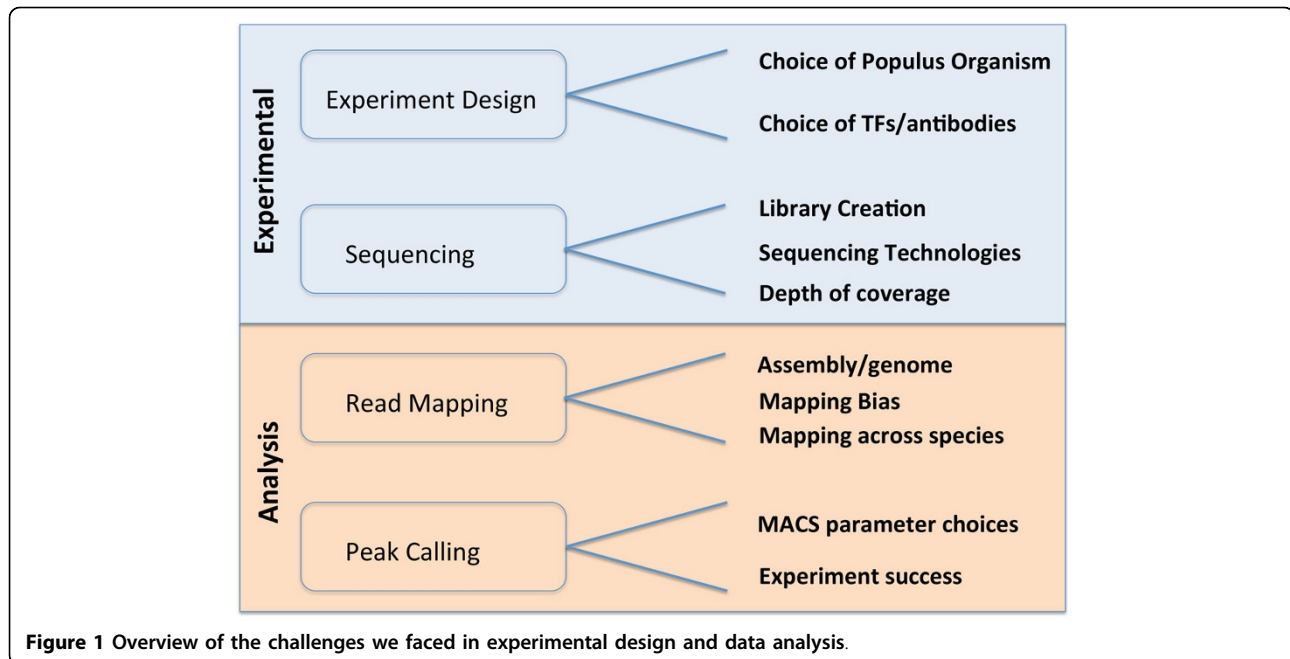 Experimental
Experiment Design
Choice of Populus Organism
Choice of TFs/antibodies
Sequencing
Library Creation
Sequencing Technologies
Depth of coverage
Analysis
Read Mapping
Assembly/genome
Mapping Bias
Mapping across species
Peak Calling
MACS parameter choices
Experiment success
Figure 1 Overview of the challenges we faced in experimental design and data analysis.